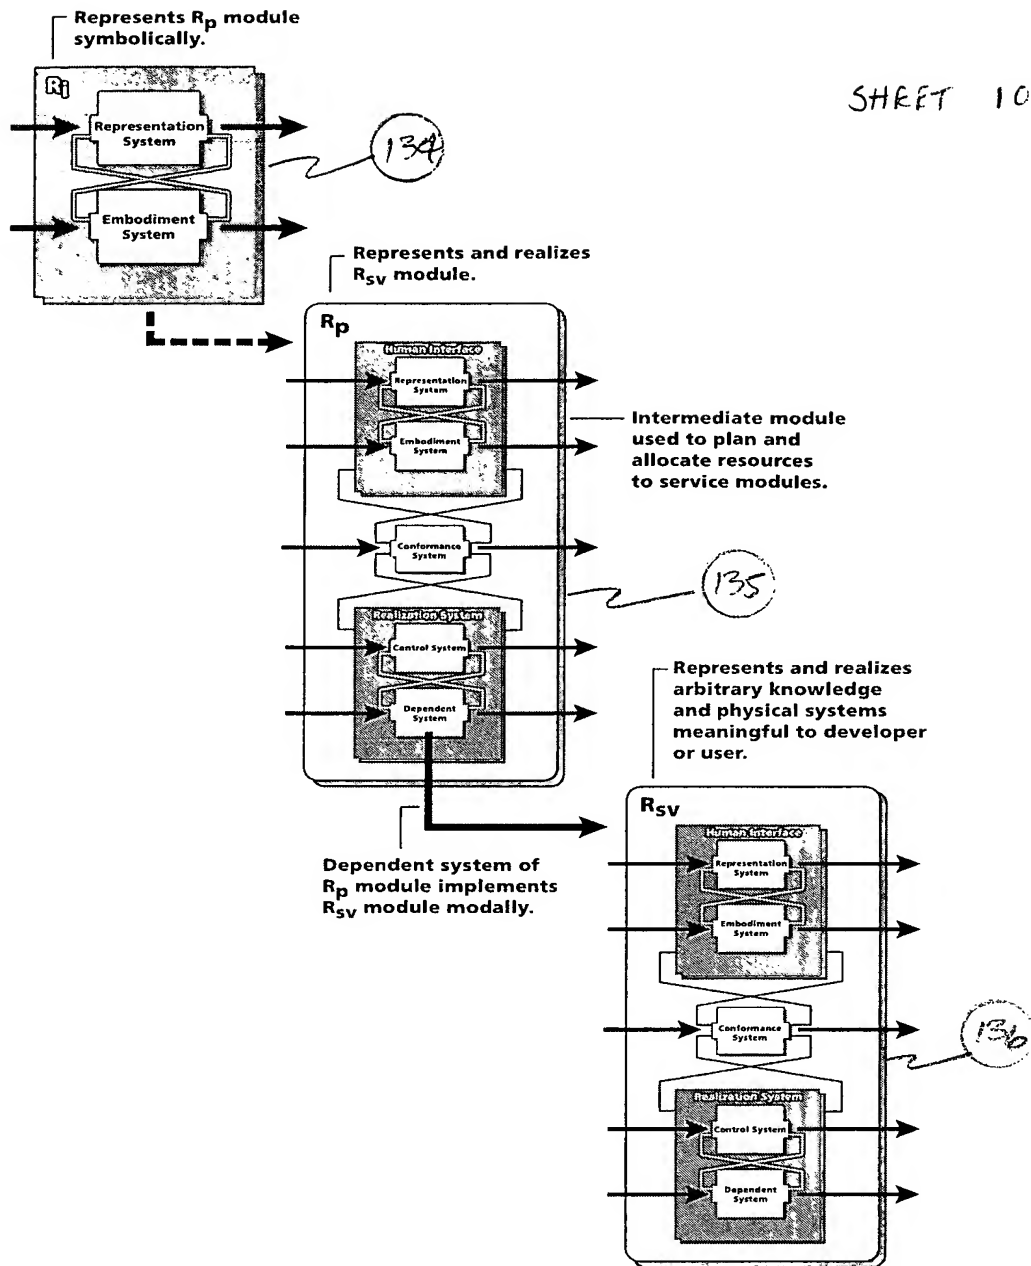 Represents Rp module
symbolically.
SHEET 10
Ri
Representation
System
134
Embodiment
System
Represents and realizes
Rsv module.
Rp
Human Interface
Representation
System
Embodiment
System
Intermediate module
used to plan and
allocate resources
to service modules.
Conformance
System
135
Realization System
Control System
Dependent
System
Represents and realizes
arbitrary knowledge
and physical systems
meaningful to developer
or user.
Rsv
Human Interface
Representation
System
Dependent system of
Rp module implements
Rsv module modally.
Embodiment
System
Conformance
System
136
Realization System
Control System
Dependent
System